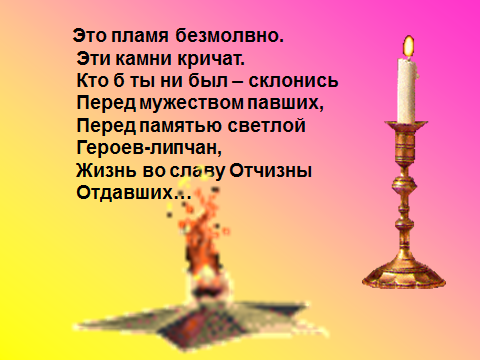 Это пламя безмолвно.
Эти камни кричат.
Кто б ты ни был – склонись
Перед мужеством павших,
Перед памятью светлой
Героев-липчан,
Жизнь во славу Отчизны
Отдавших…